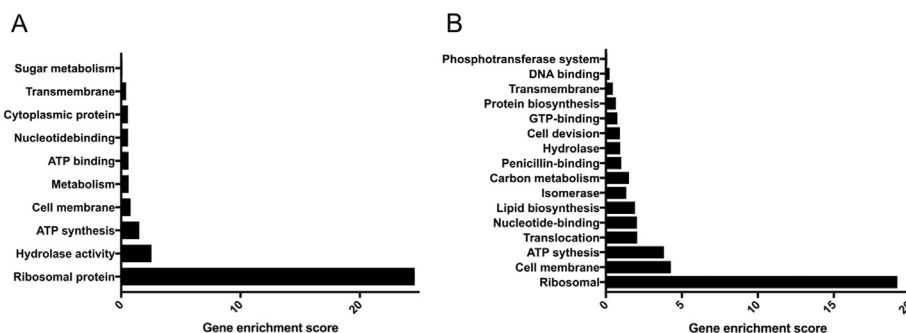 A
Sugar metabolism
Transmembrane
Cytoplasmic protein
Nucleotidebinding
ATP binding
Metabolism
Cell membrane
ATP synthesis
Hydrolase activity
Ribosomal protein
0 10 20
Gene enrichment score
B
Phosphotransferase system
DNA binding
Transmembrane
Protein biosynthesis
GTP-binding
Cell devision
Hydrolase
Penicillin-binding
Carbon metabolism
Isomerase
Lipid biosynthesis
Nucleotide-binding
Translocation
ATP sythesis
Cell membrane
Ribosomal
0 5 10 15 20
Gene enrichment score